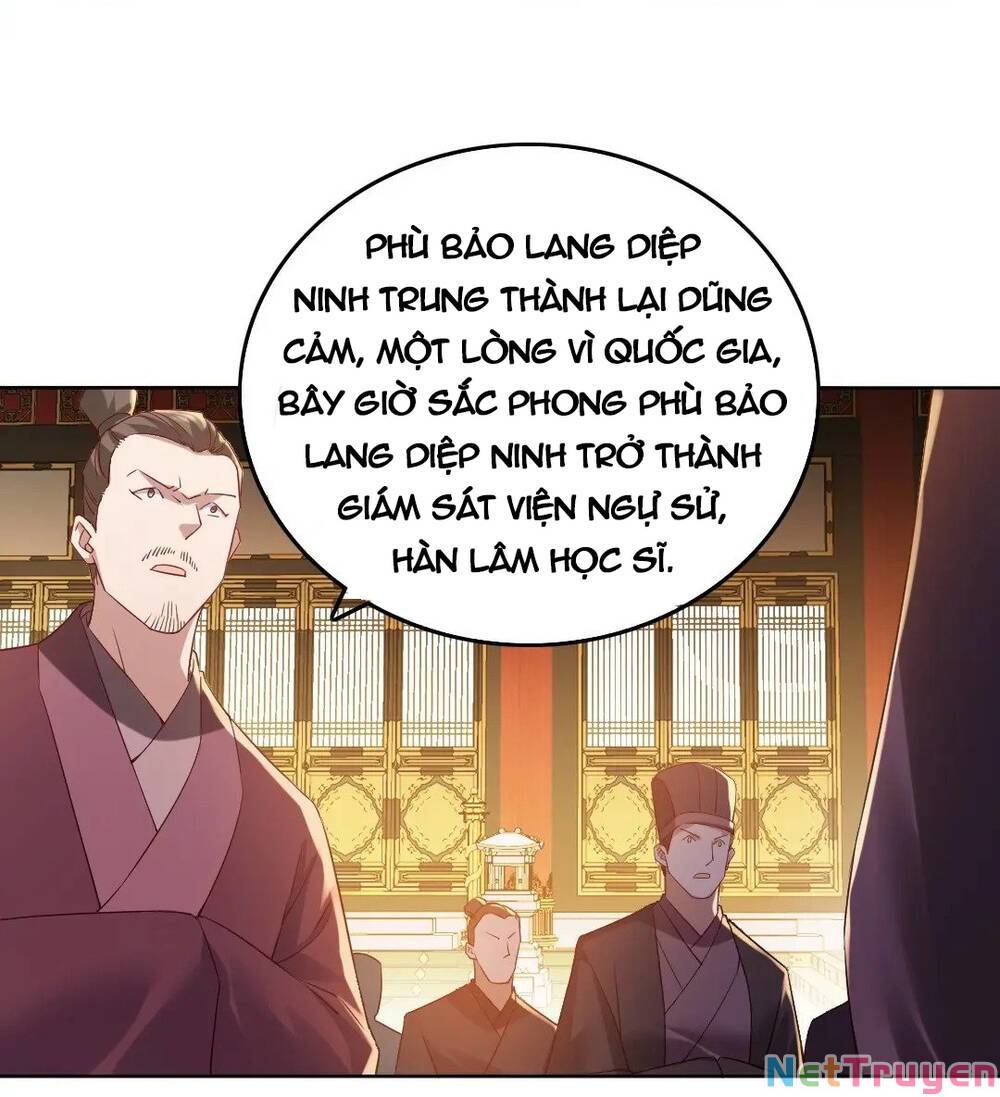 PHÙ BẢO LANG DIỆP
NINH TRUNG THÀNH LẠI DŨNG
CẢM, MỘT LÒNG VÌ QUỐC GIA,
BÂY GIỜ SẮC PHONG PHÙ BẢO
LANG DIỆP NINH TRỞ THÀNH
GIÁM SÁT VIỆN NGỰ SỬ,
HÀN LÂM HỌC SĨ.
NetTruyen